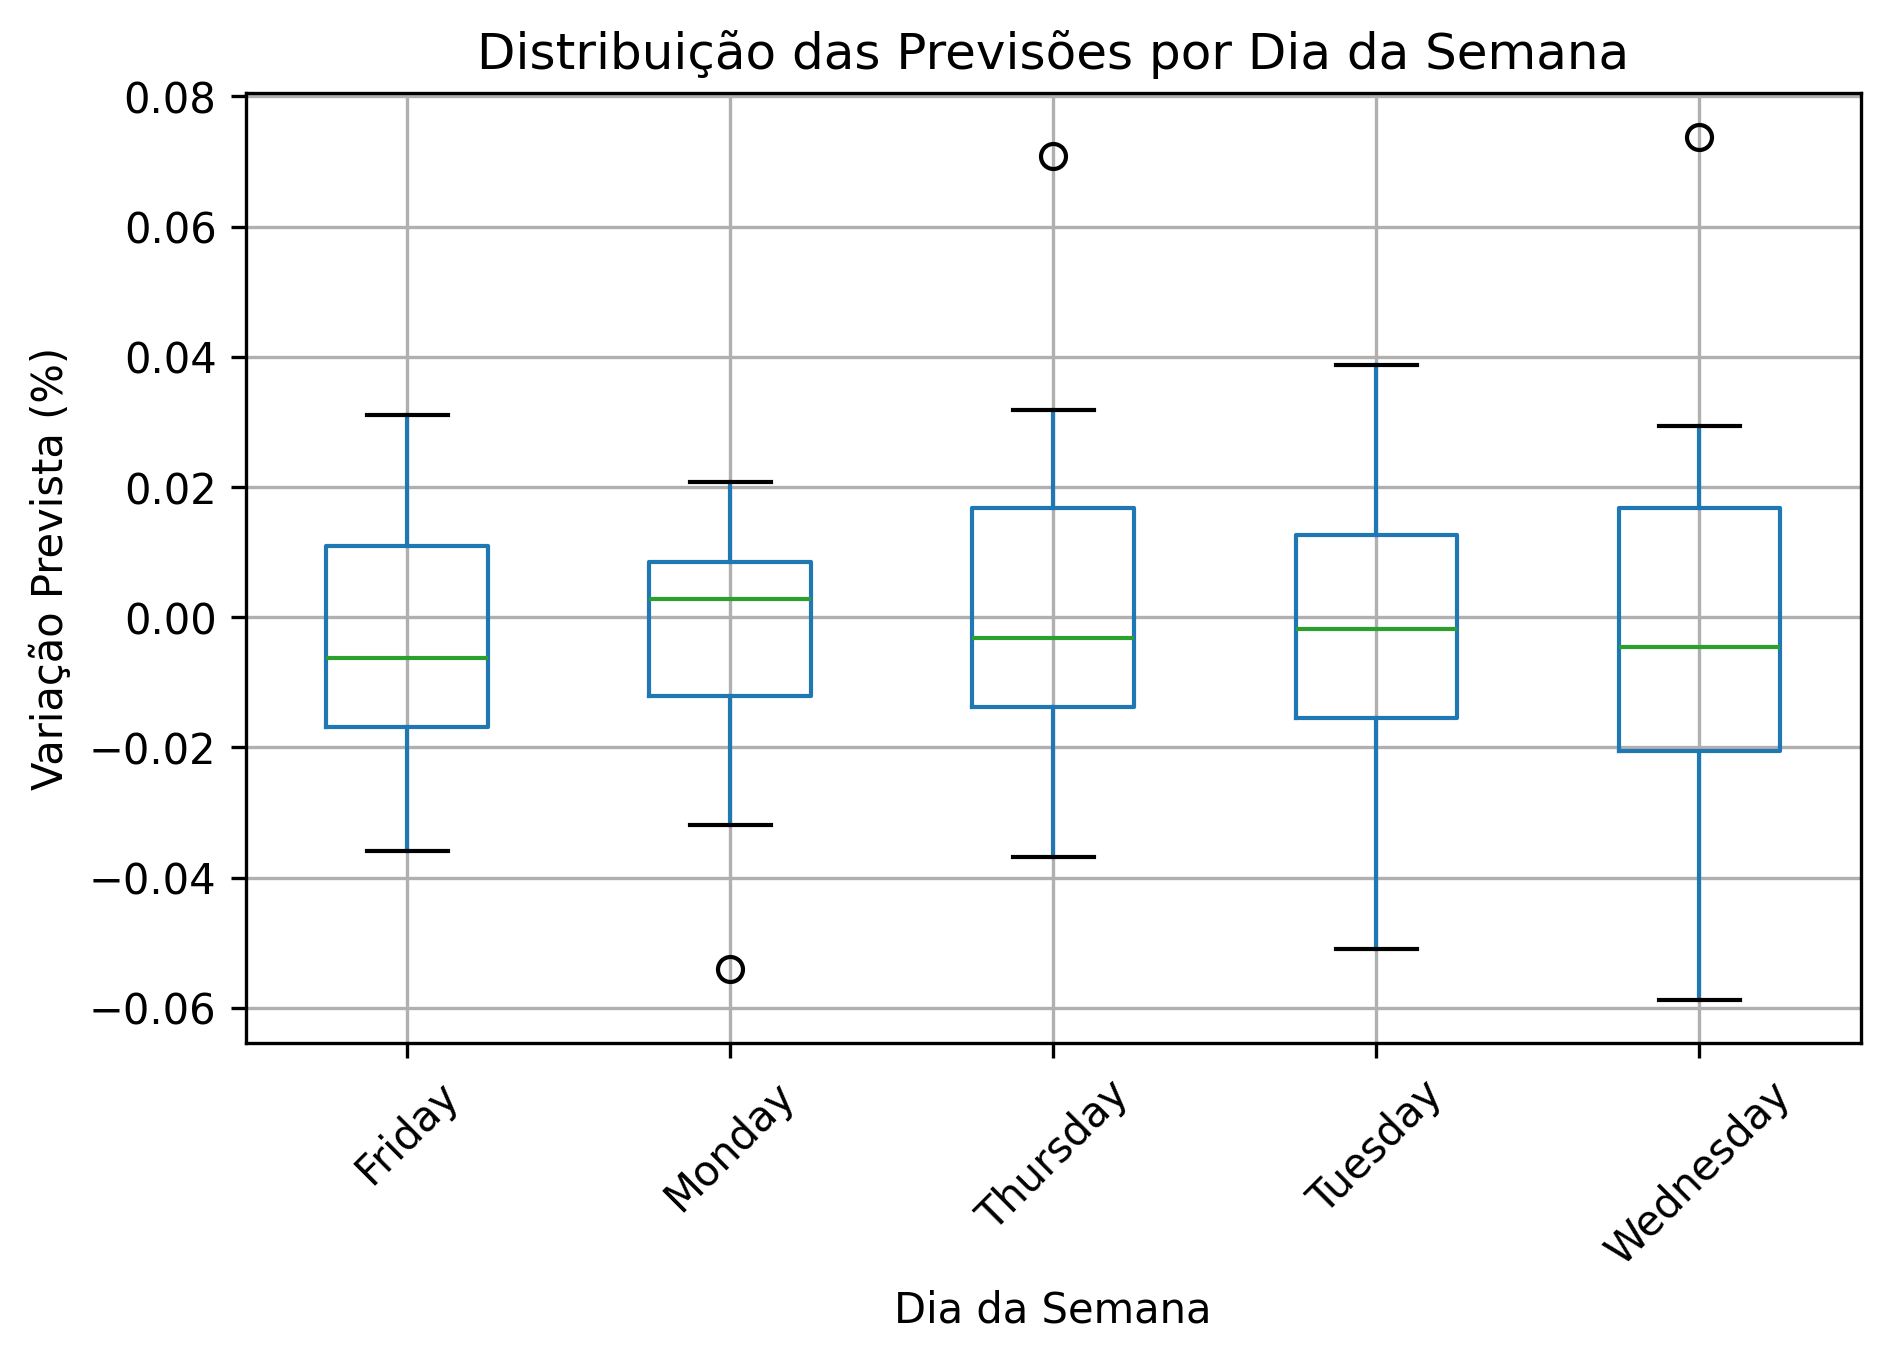 Distribuição das Previsões por Dia da Semana
Variação Prevista (%)
0.08
0.06
0.04
0.02
0.00
−0.02
−0.04
−0.06
Friday
Monday
Thursday
Tuesday
Wednesday
Dia da Semana